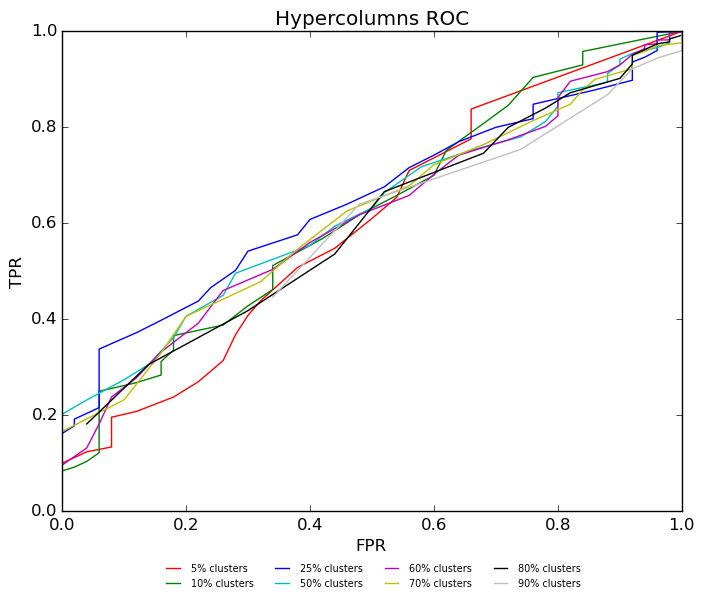 Hypercolumns ROC
1.0
0.8
0.6
0.4
0.2
0.0
TPR
0.0 0.2 0.4 0.6 0.8 1.0
FPR
5% clusters 25% clusters 60% clusters 80% clusters
10% clusters 50% clusters 70% clusters 90% clusters